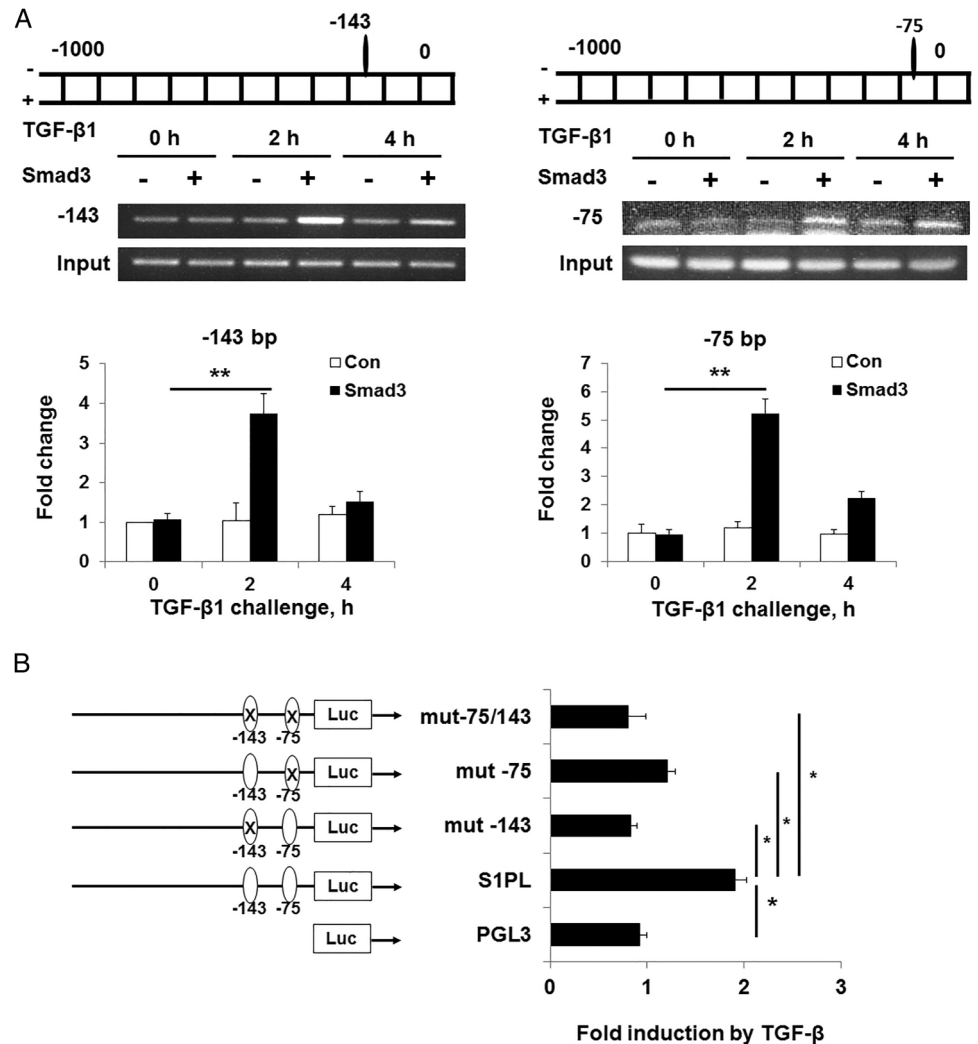 A
-143
-1000
0
-
+
TGF-β1
0 h 2 h 4 h
Smad3
- + - + - +
-143
Input
-75
-1000
0
-
+
TGF-β1
0 h 2 h 4 h
Smad3
- + - + - +
-75
Input
-143 bp
Con
Smad3
**
Fold change
5
4
3
2
1
0
0 2 4
TGF-β1 challenge, h
-75 bp
Con
Smad3
**
Fold change
7
6
5
4
3
2
1
0
0 2 4
TGF-β1 challenge, h
B
X X Luc mut-75/143
-143 -75
X Luc mut -75
-143 -75
X Luc mut -143
-143 -75
Luc S1PL
-143 -75
Luc PGL3
*
*
*
*
0 1 2 3
Fold induction by TGF-β